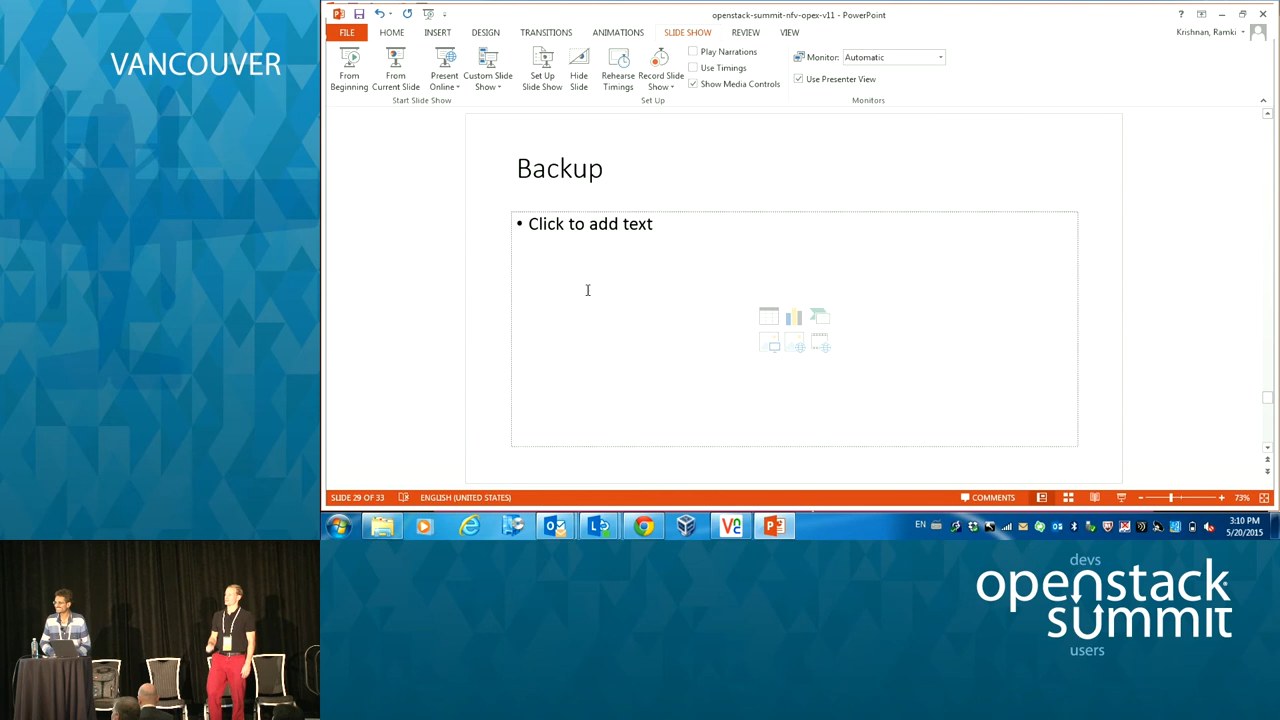 VANCOUVER
openstack-summit-nfv-opex-v11 - PowerPoint
FILE HOME INSERT DESIGN TRANSITIONS ANIMATIONS SLIDE SHOW REVIEW VIEW Krishnan, Ramki
From Beginning
From Current Slide
Present Online
Custom Slide Show
Set Up Slide Show
Hide Slide
Rehearse Timings
Record Slide Show
Play Narrations
Use Timings
Show Media Controls
Monitor: Automatic
Use Presenter View
Start Slide Show Set Up Monitors
Backup
• Click to add text
SLIDE 29 OF 33 ENGLISH (UNITED STATES) COMMENTS 73%
EN
3:10 PM
5/20/2015
devs
openstack
summit
users